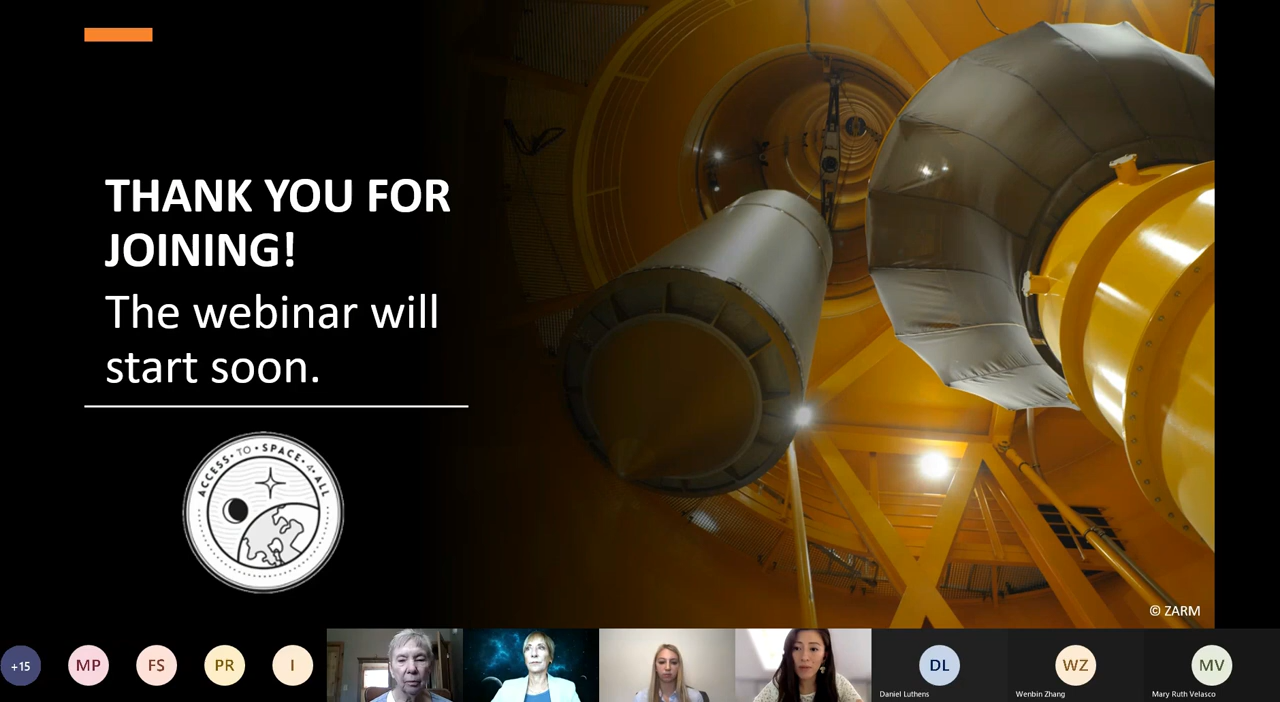 THANK YOU FOR
JOINING!
The webinar will
start soon.
ACCESS • TO • SPACE • 4 • ALL
© ZARM
+15
MP
FS
PR
I
DL
WZ
MV
Daniel Luthens
Wenbin Zhang
Mary Ruth Velasco